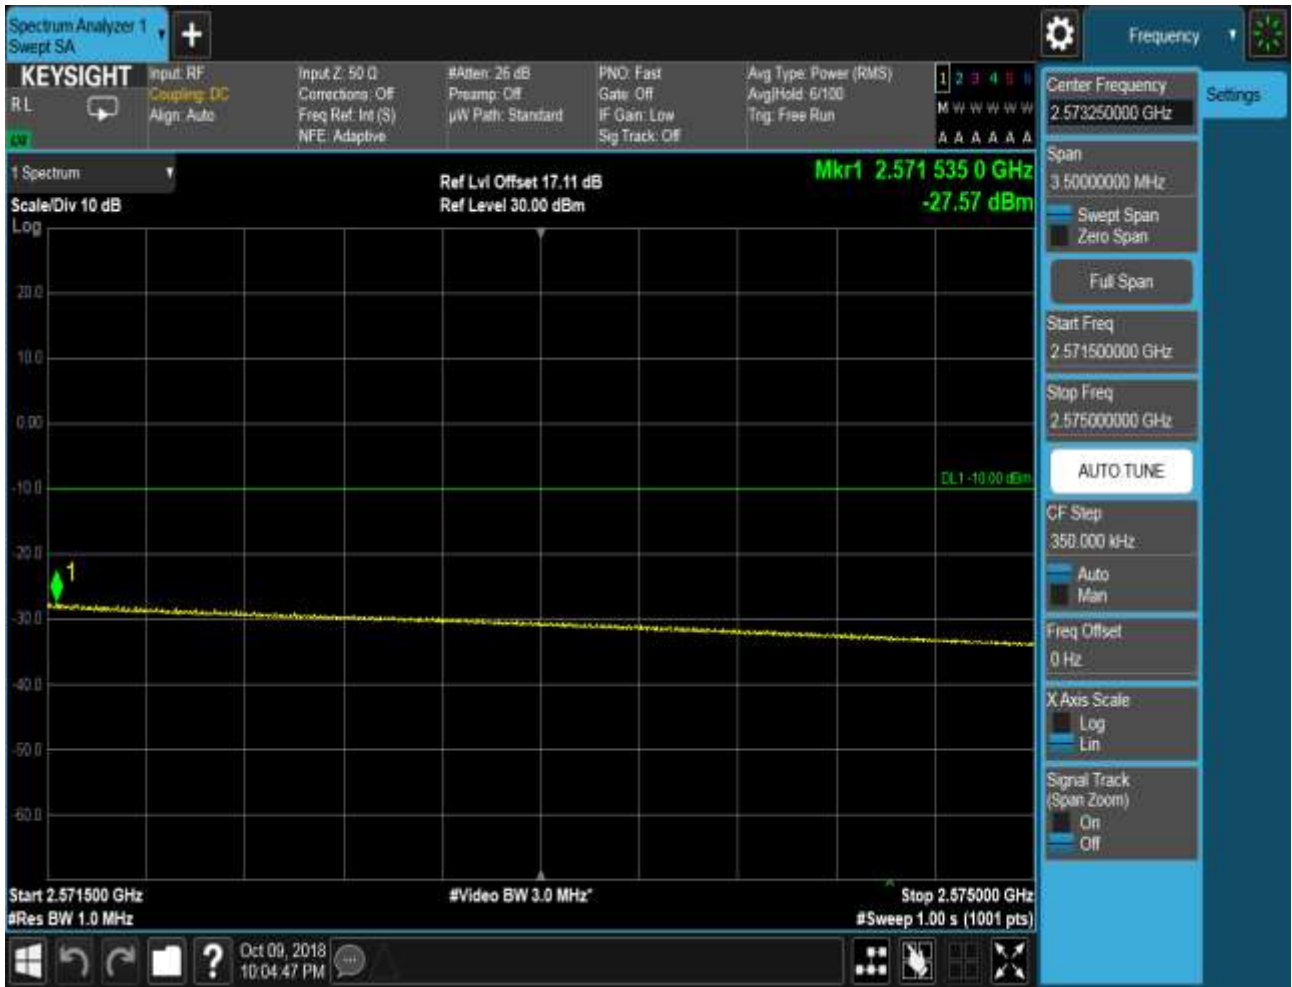 Spectrum Analyzer 1
Swept SA
+
Frequency
KEYSIGHT
RL
Input: RF
Coupling: DC
Align: Auto
Input Z: 50 Ω
Corrections: Off
Freq Ref: Int (S)
NFE: Adaptive
#Atten: 26 dB
Preamp: Off
µW Path: Standard
PNO: Fast
Gate: Off
IF Gain: Low
Sig Track: Off
Avg Type: Power (RMS)
Avg|Hold: 6/100
Trig: Free Run
1 2 3 4 5 6
M W W W W W
A A A A A A
1 Spectrum
Scale/Div 10 dB
Log
Ref Lvl Offset 17.11 dB
Ref Level 30.00 dBm
Mkr1 2.571 535 0 GHz
-27.57 dBm
20.0
10.0
0.00
-10.0
-20.0
-30.0
-40.0
-50.0
-60.0
DL1 -10.00 dBm
1
Start 2.571500 GHz
#Res BW 1.0 MHz
#Video BW 3.0 MHz*
Stop 2.575000 GHz
#Sweep 1.00 s (1001 pts)
Center Frequency
2.573250000 GHz
Settings
Span
3.50000000 MHz
Swept Span
Zero Span
Full Span
Start Freq
2.571500000 GHz
Stop Freq
2.575000000 GHz
AUTO TUNE
CF Step
350.000 kHz
Auto
Man
Freq Offset
0 Hz
X Axis Scale
Log
Lin
Signal Track
(Span Zoom)
On
Off
?
Oct 09, 2018
10:04:47 PM